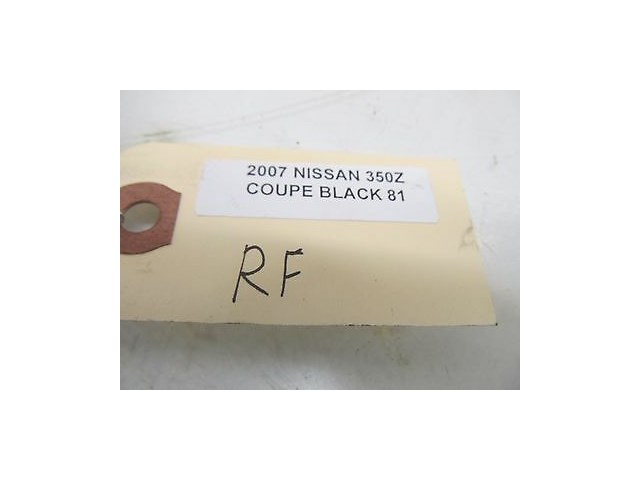 2007 NISSAN 350Z
COUPE BLACK 81
RF